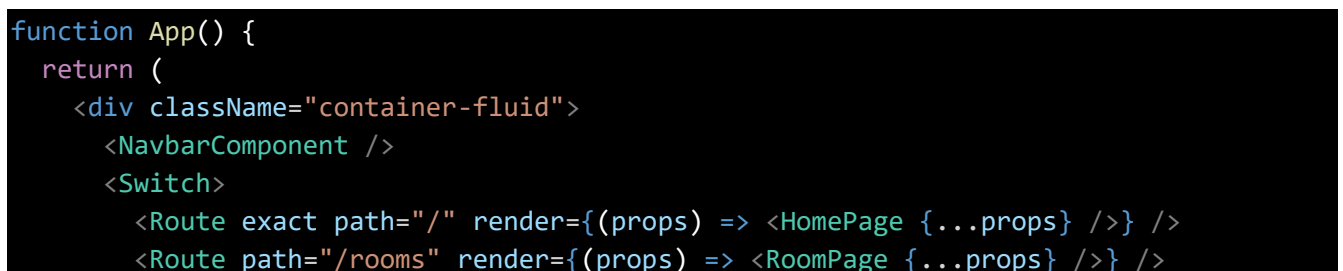 function App() {
  return (
    <div className="container-fluid">
      <NavbarComponent />
      <Switch>
        <Route exact path="/" render={(props) => <HomePage {...props} />} />
        <Route path="/rooms" render={(props) => <RoomPage {...props} />} />